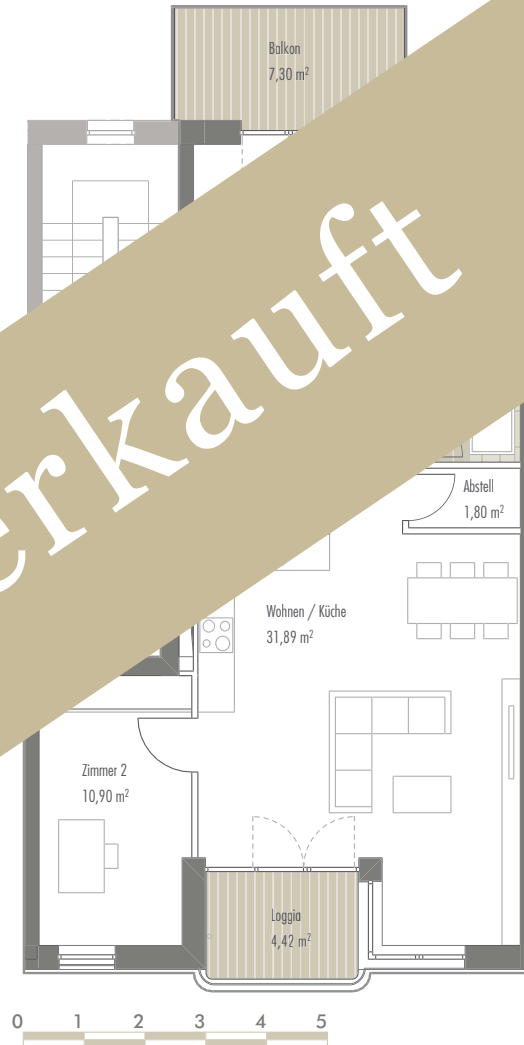 Balkon
7,30 m²
erkauft
Abstell
1,80 m²
Wohnen / Küche
31,89 m²
Zimmer 2
10,90 m²
Loggia
4,42 m²
0 1 2 3 4 5